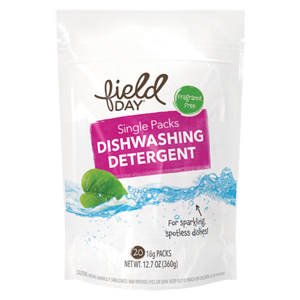 field
DAY™
Fragrance
Free
Single Packs
DISHWASHING
DETERGENT
For sparkling,
spotless dishes!
20 18g PACKS
NET WT. 12.7 OZ (360g)